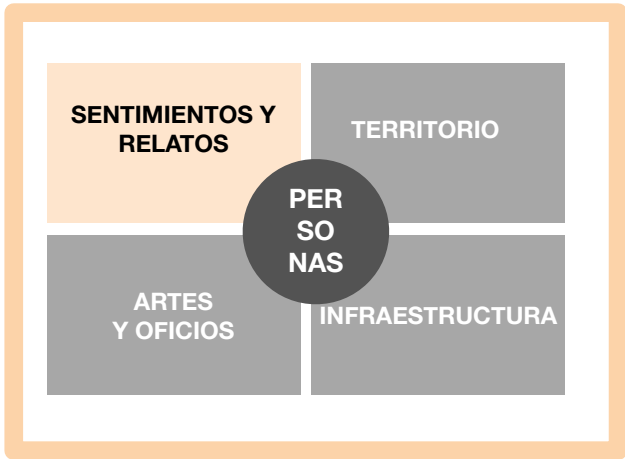 SENTIMIENTOS Y
RELATOS
TERRITORIO
PER
SO
NAS
ARTES
Y OFICIOS
INFRAESTRUCTURA